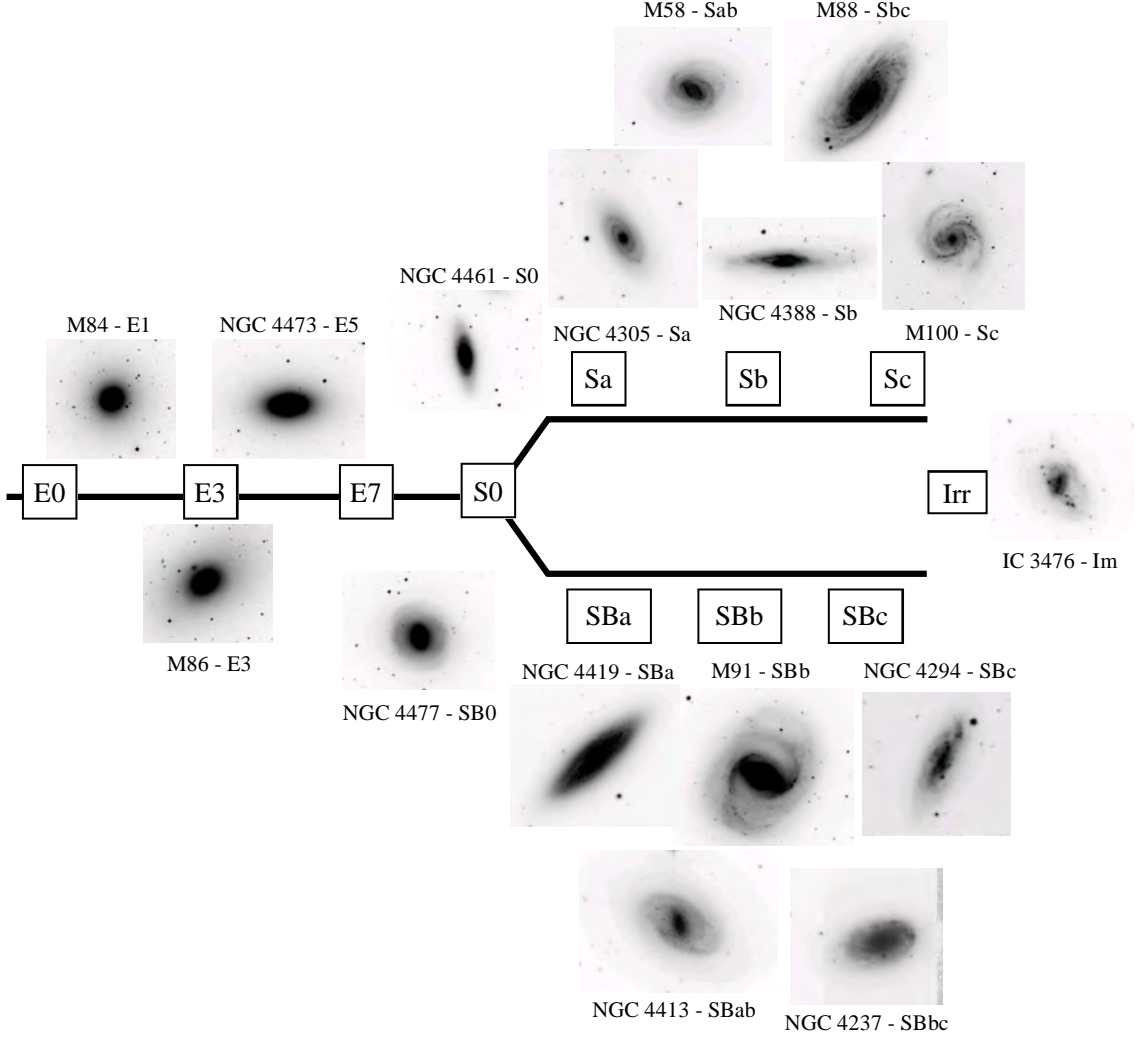 M58 - Sab
M88 - Sbc
NGC 4461 - S0
NGC 4388 - Sb
M84 - E1
NGC 4473 - E5
NGC 4305 - Sa
M100 - Sc
Sa
Sb
Sc
E0
E3
E7
S0
Irr
IC 3476 - Im
SBa
SBb
SBc
M86 - E3
NGC 4419 - SBa
M91 - SBb
NGC 4294 - SBc
NGC 4477 - SB0
NGC 4413 - SBab
NGC 4237 - SBbc